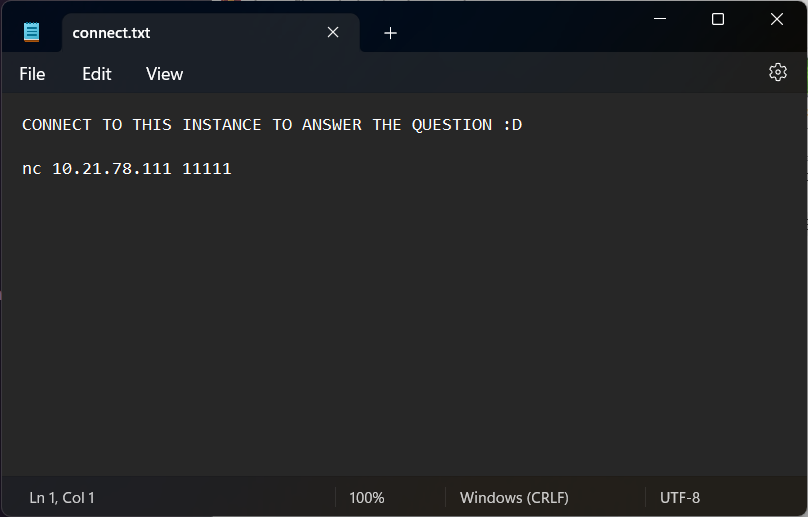 connect.txt
File Edit View
CONNECT TO THIS INSTANCE TO ANSWER THE QUESTION :D
nc 10.21.78.111 11111
Ln 1, Col 1 100% Windows (CRLF) UTF-8